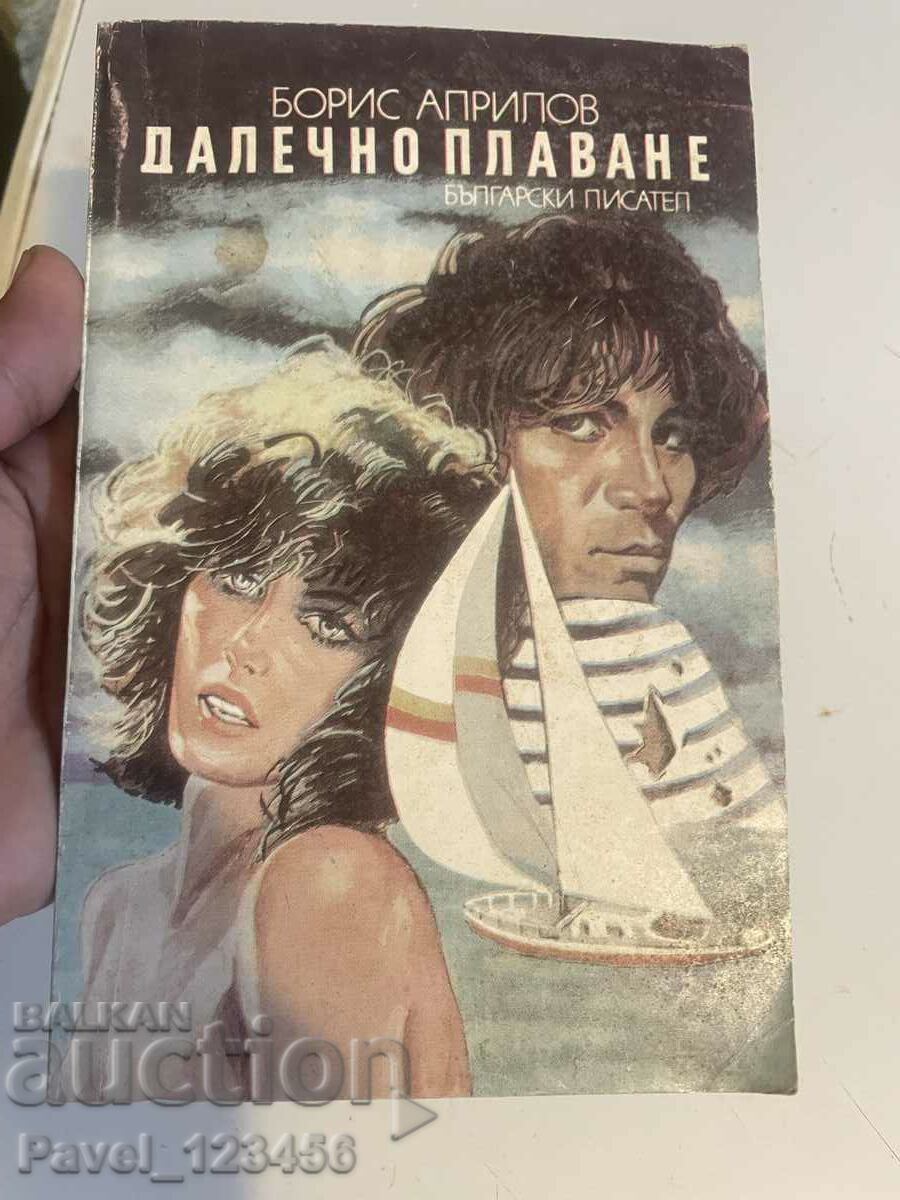 БОРИС АПРИЛОВ
ДАЛЕЧНО ПЛАВАНЕ
БЪЛГАРСКИ ПИСАТЕЛ
BALKAN
auction
Pavel_123456